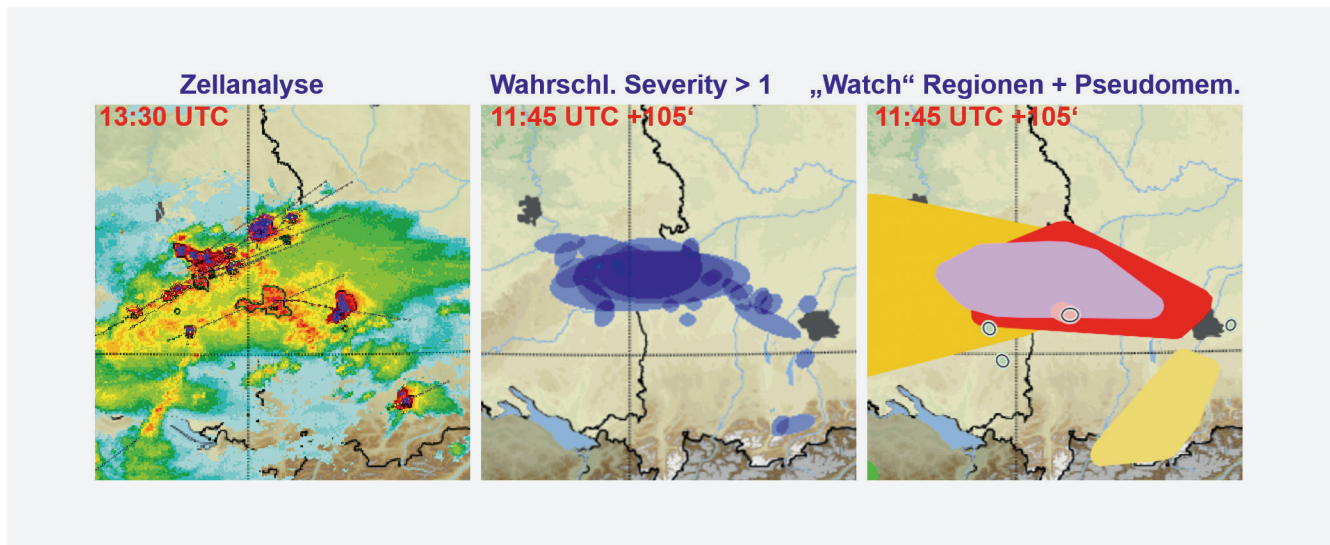 Zellanalyse
13:30 UTC
Wahrschl. Severity > 1
11:45 UTC +105‘
„Watch“ Regionen + Pseudomem.
11:45 UTC +105‘